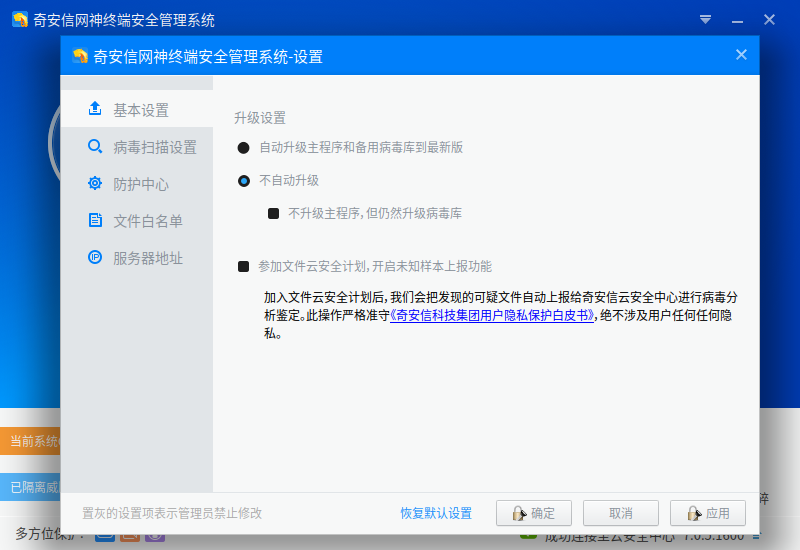 奇安信网神终端安全管理系统
奇安信网神终端安全管理系统-设置
基本设置
病毒扫描设置
防护中心
文件白名单
服务器地址
升级设置
自动升级主程序和备用病毒库到最新版
不自动升级
不升级主程序，但仍然升级病毒库
参加文件云安全计划，开启未知样本上报功能
加入文件云安全计划后，我们会把发现的可疑文件自动上报给奇安信云安全中心进行病毒分
析鉴定。此操作严格准守《奇安信科技集团用户隐私保护白皮书》，绝不涉及用户任何任何隐
私。
置灰的设置项表示管理员禁止修改
恢复默认设置
确定
取消
应用
当前系统
已隔离威
碎
多方位保护：
成功连接至云安全中心